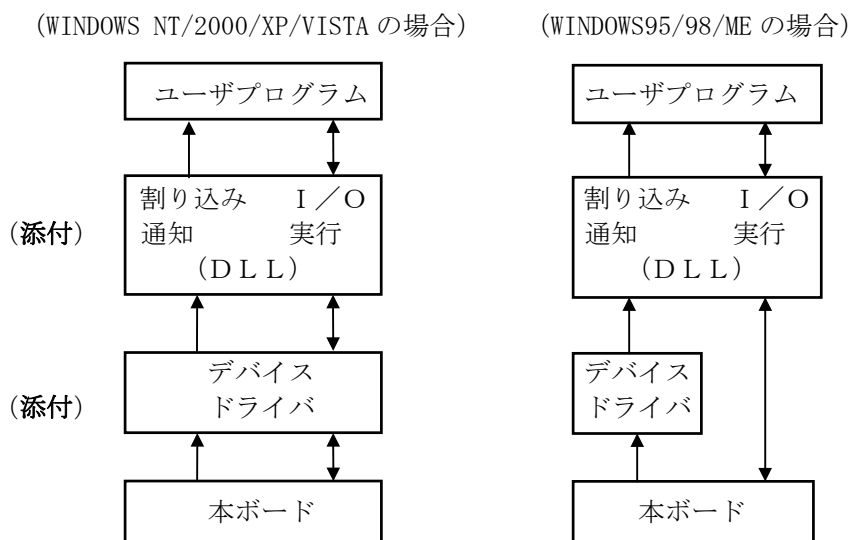 (WINDOWS NT/2000/XP/VISTA の場合)
ユーザプログラム
(添付)
割り込み Ｉ／Ｏ
通知 実行
（ＤＬＬ）
(添付)
デバイス
ドライバ
本ボード
(WINDOWS95/98/ME の場合)
ユーザプログラム
割り込み Ｉ／Ｏ
通知 実行
（ＤＬＬ）
デバイス
ドライバ
本ボード